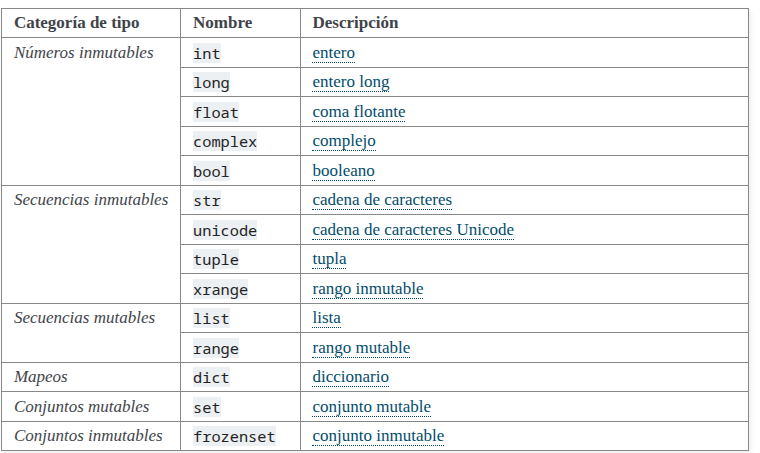 Categoría de tipo Nombre Descripción
Números inmutables int entero
long entero long
float coma flotante
complex complejo
bool booleano
Secuencias inmutables str cadena de caracteres
unicode cadena de caracteres Unicode
tuple tupla
xrange rango inmutable
Secuencias mutables list lista
range rango mutable
Mapeos dict diccionario
Conjuntos mutables set conjunto mutable
Conjuntos inmutables frozenset conjunto inmutable